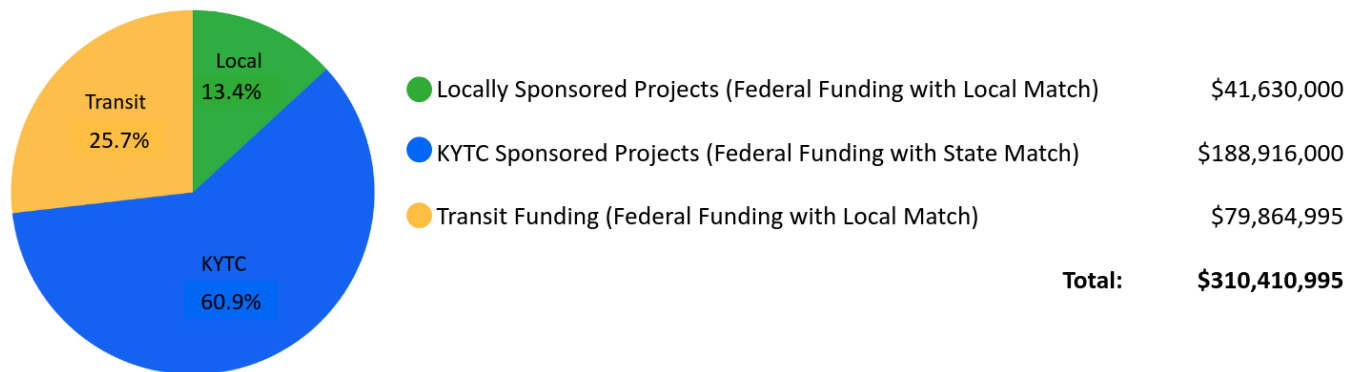 Local
13.4%
Transit
25.7%
KYTC
60.9%
Locally Sponsored Projects (Federal Funding with Local Match) $41,630,000
KYTC Sponsored Projects (Federal Funding with State Match) $188,916,000
Transit Funding (Federal Funding with Local Match) $79,864,995
Total: $310,410,995